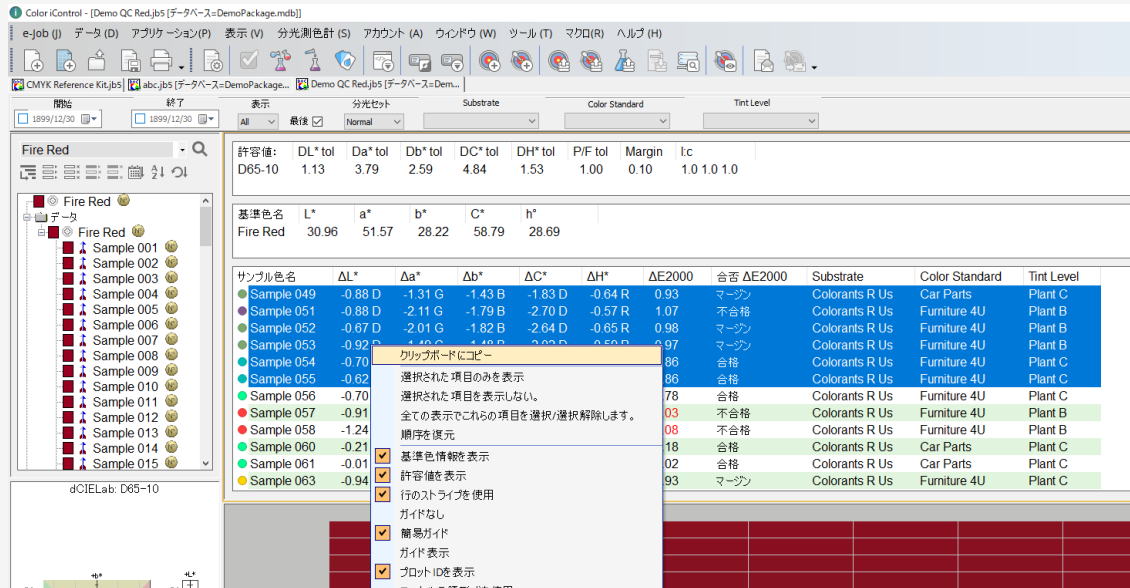 Color iControl - [Demo QC Red.jb5 [データベース=DemoPackage.mdb]]
e-Job (J) データ(D) アプリケーション(P) 表示 (V) 分光測色計 (S) アカウント (A) ウィンドウ (W) ツール (T) マクロ(R) ヘルプ (H)
CMYK Reference Kit.jb5 abc.jb5 [データベース=DemoPackage... Demo QC Red.jb5 [データベース=Dem...
開始 終了 表示 分光セット Substrate Color Standard Tint Level
1899/12/30 1899/12/30 All 最後 Normal
Fire Red
許容値: DL* tol Da* tol Db* tol DC* tol DH* tol P/F tol Margin l:c
D65-10 1.13 3.79 2.59 4.84 1.53 1.00 0.10 1.0 1.0 1.0
Fire Red
データ
Fire Red
Sample 001
Sample 002
Sample 003
Sample 004
Sample 005
Sample 006
Sample 007
Sample 008
Sample 009
Sample 010
Sample 011
Sample 012
Sample 013
Sample 014
Sample 015
基準色名 L* a* b* C* h°
Fire Red 30.96 51.57 28.22 58.79 28.69
サンプル色名 ΔL* Δa* Δb* ΔC* ΔH* ΔE2000 合否 ΔE2000 Substrate Color Standard Tint Level
Sample 049 -0.88 D -1.31 G -1.43 B -1.83 D -0.64 R 0.93 マージン Colorants R Us Car Parts Plant C
Sample 051 -0.88 D -2.11 G -1.79 B -2.70 D -0.57 R 1.07 不合格 Colorants R Us Furniture 4U Plant B
Sample 052 -0.67 D -2.01 G -1.82 B -2.64 D -0.65 R 0.98 マージン Colorants R Us Furniture 4U Plant B
Sample 053 -0.92 .97 マージン Colorants R Us Furniture 4U Plant B
Sample 054 -0.70 .86 合格 Colorants R Us Furniture 4U Plant C
Sample 055 -0.62 .86 合格 Colorants R Us Furniture 4U Plant C
Sample 056 -0.70 .78 合格 Colorants R Us Furniture 4U Plant C
Sample 057 -0.91 .03 不合格 Colorants R Us Furniture 4U Plant B
Sample 058 -1.24 .08 不合格 Colorants R Us Furniture 4U Plant B
Sample 060 -0.21 .18 合格 Colorants R Us Car Parts Plant C
Sample 061 -0.01 .02 合格 Colorants R Us Car Parts Plant C
Sample 063 -0.94 .93 マージン Colorants R Us Furniture 4U Plant C
クリップボードにコピー
選択された項目のみを表示
選択された項目を表示しない。
全ての表示でこれらの項目を選択/選択解除します。
順序を復元
基準色情報を表示
許容値を表示
行のストライプを使用
ガイドなし
簡易ガイド
ガイド表示
プロットIDを表示
dCIELab: D65-10
+b* +L*